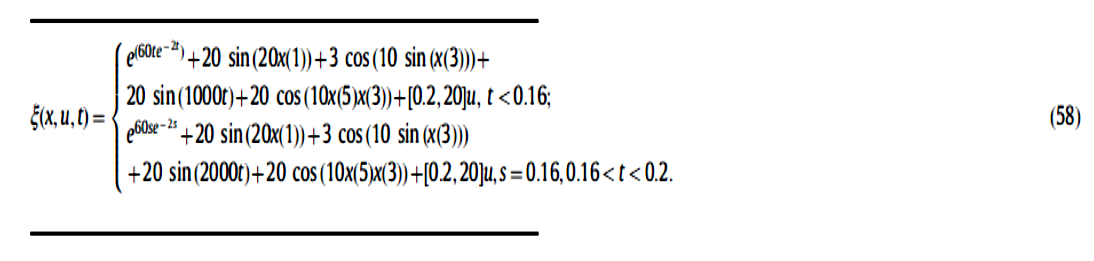 e^(60te^-2t)+20 sin(20x(1))+3 cos(10 sin(x(3)))+
20 sin(1000t)+20 cos(10x(5)x(3))+[0.2,20]u, t<0.16;
ξ(x,u,t)= { (58)
e^60se^-2s+20 sin(20x(1))+3 cos(10 sin(x(3)))
+20 sin(2000t)+20 cos(10x(5)x(3))+[0.2,20]u,s=0.16,0.16<t<0.2.